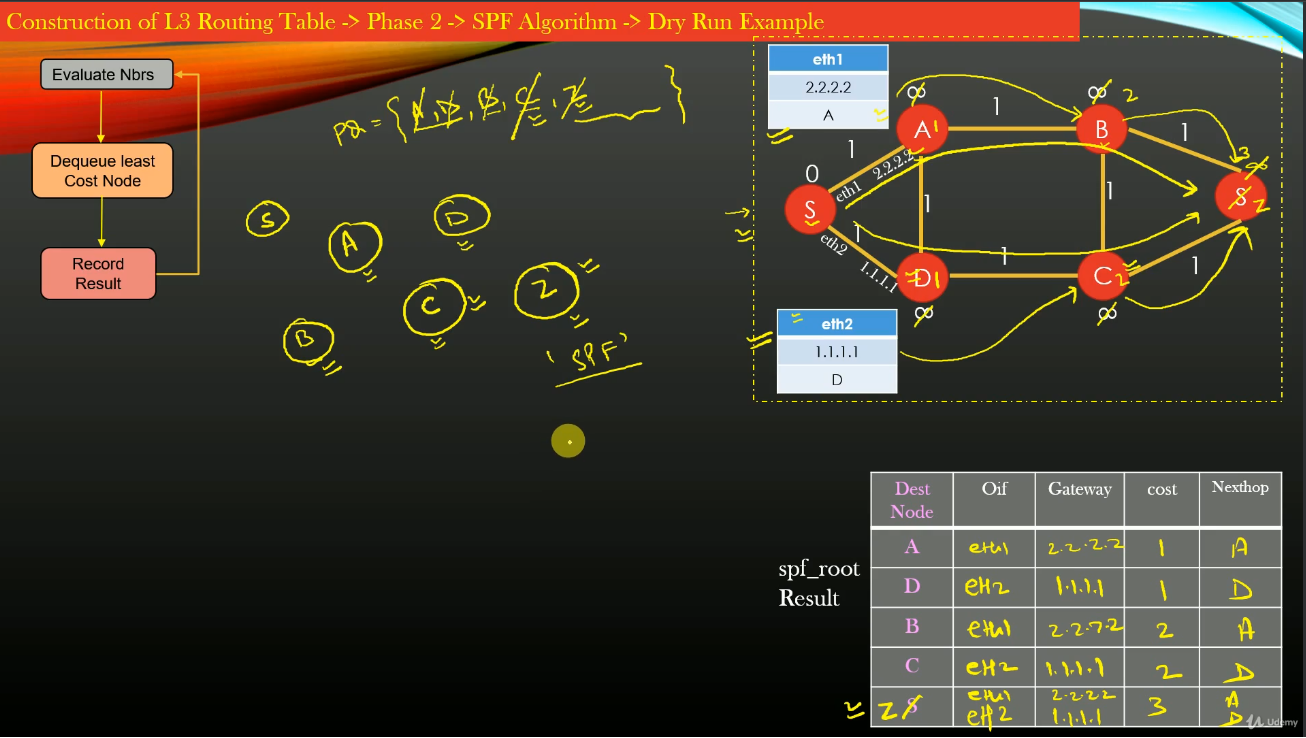 Construction of L3 Routing Table -> Phase 2 -> SPF Algorithm -> Dry Run Example
Evaluate Nbrs
Dequeue least
Cost Node
Record
Result
PQ = { A, D, B, C, Z }
S
A
D
C
Z
B
'SPF'
eth1
2.2.2.2
A
∞
∞ 2
1
A 1
B
1
1
3
∞
0
eth1 2.2.2.2
S
1
1
S Z
eth2 1.1.1.1
1
1
1
D 1
C 2
∞
∞
eth2
1.1.1.1
D
spf_root
Result
Dest Node Oif Gateway cost Nexthop
A eth1 2.2.2.2 1 A
D eth2 1.1.1.1 1 D
B eth1 2.2.2.2 2 A
C eth2 1.1.1.1 2 D
Z S eth1 2.2.2.2 3 A
eth2 1.1.1.1 D
Udemy